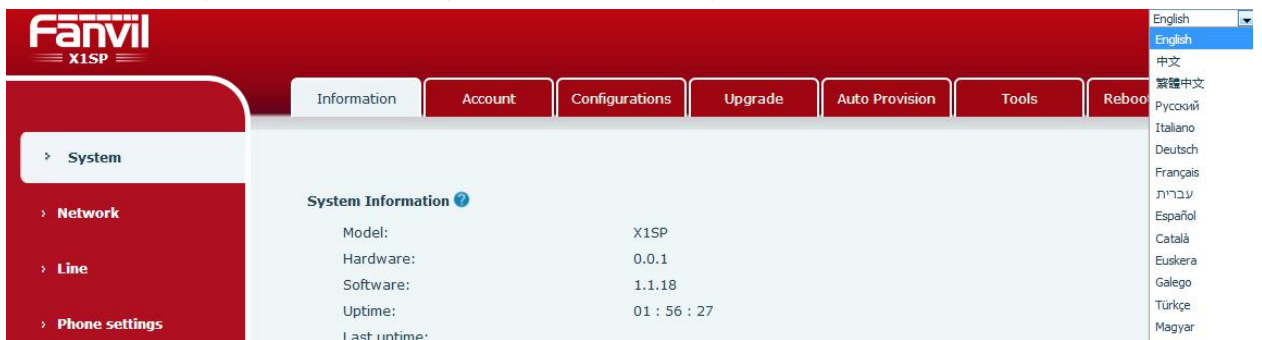 Fanvil
X1SP
English
English
中文
繁體中文
Русский
Italiano
Deutsch
Français
עברית
Español
Català
Euskera
Galego
Türkçe
Magyar
Information
Account
Configurations
Upgrade
Auto Provision
Tools
Reboo
System
Network
Line
Phone settings
System Information
Model: X1SP
Hardware: 0.0.1
Software: 1.1.18
Uptime: 01 : 56 : 27
Last uptime: